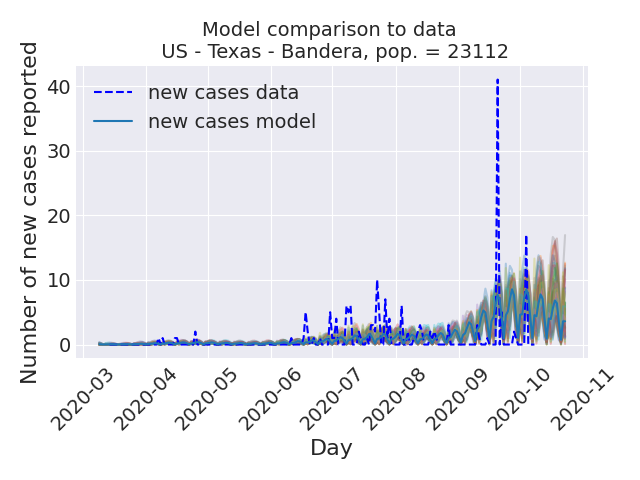 Model comparison to data
US - Texas - Bandera, pop. = 23112
Number of new cases reported
40
30
20
10
0
new cases data
new cases model
2020-03
2020-04
2020-05
2020-06
2020-07
2020-08
2020-09
2020-10
2020-11
Day